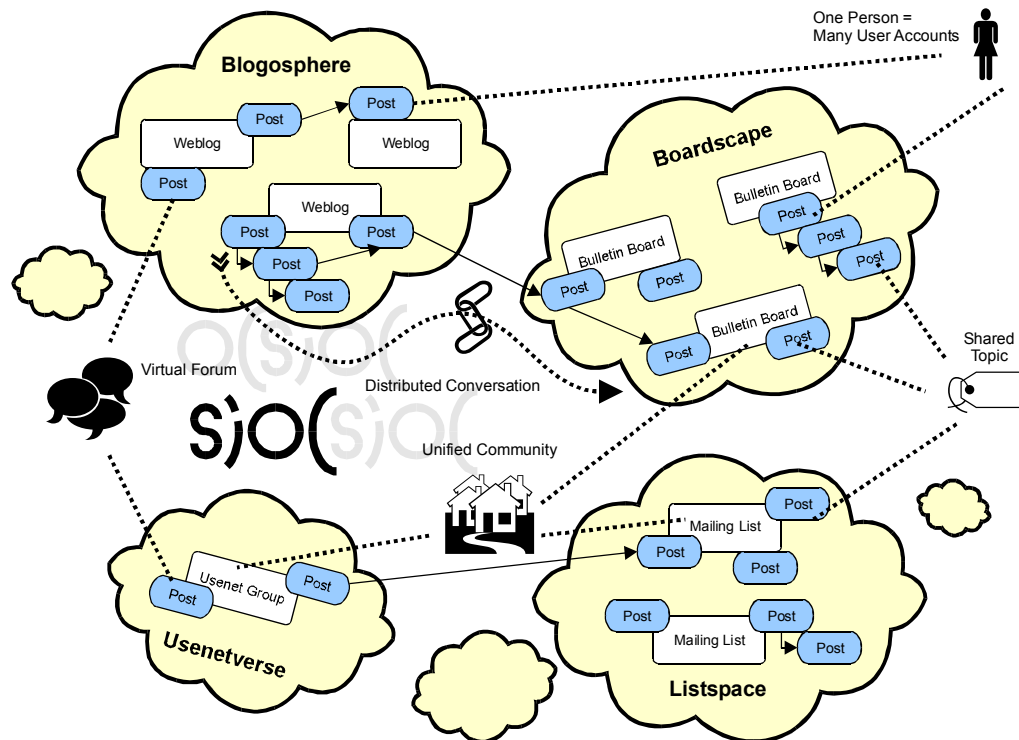 One Person =
Many User Accounts
Blogosphere
Post
Post
Weblog
Weblog
Post
Weblog
Post
Post
Post
Post
Boardscape
Bulletin Board
Post
Post
Post
Bulletin Board
Post
Post
Bulletin Board
Post
Post
Virtual Forum
Distributed Conversation
Shared
Topic
sioc
sioc
sioc
Unified Community
Usenet Group
Post
Post
Usenetverse
Post
Mailing List
Post
Post
Post
Post
Mailing List
Post
Listspace